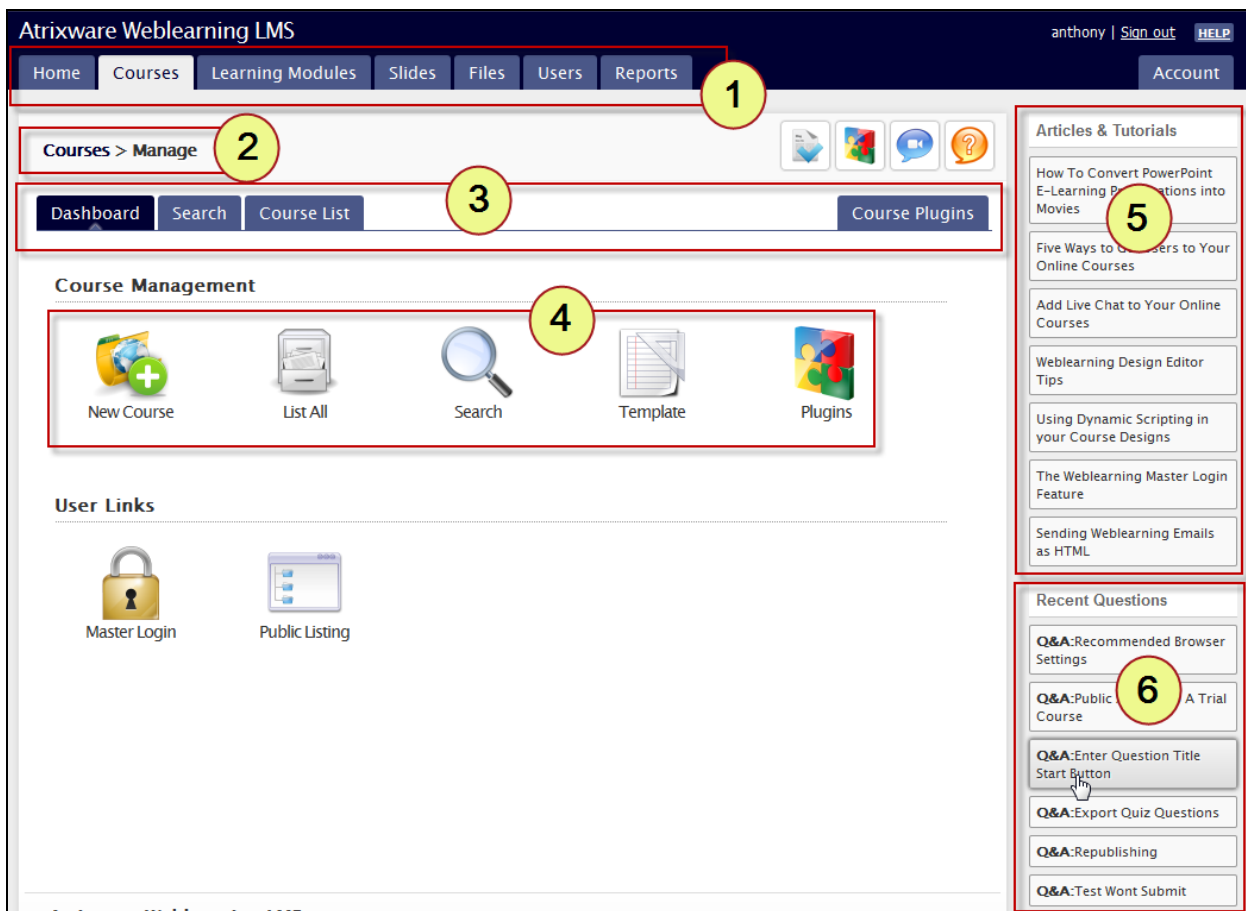 Atrixware Weblearning LMS
anthony | Sign out HELP
Home Courses Learning Modules Slides Files Users Reports Account
1
Courses > Manage
2
3
Dashboard Search Course List Course Plugins
Course Management
4
New Course List All Search Template Plugins
User Links
Master Login Public Listing
Articles & Tutorials
How To Convert PowerPoint
E-Learning into
Movies
5
Five Ways to Your
Online Courses
Add Live Chat to Your Online
Courses
Weblearning Design Editor
Tips
Using Dynamic Scripting in
your Course Designs
The Weblearning Master Login
Feature
Sending Weblearning Emails
as HTML
Recent Questions
Q&A:Recommended Browser
Settings
6
Q&A:Public A Trial
Course
Q&A:Enter Question Title
Start Button
Q&A:Export Quiz Questions
Q&A:Republishing
Q&A:Test Wont Submit